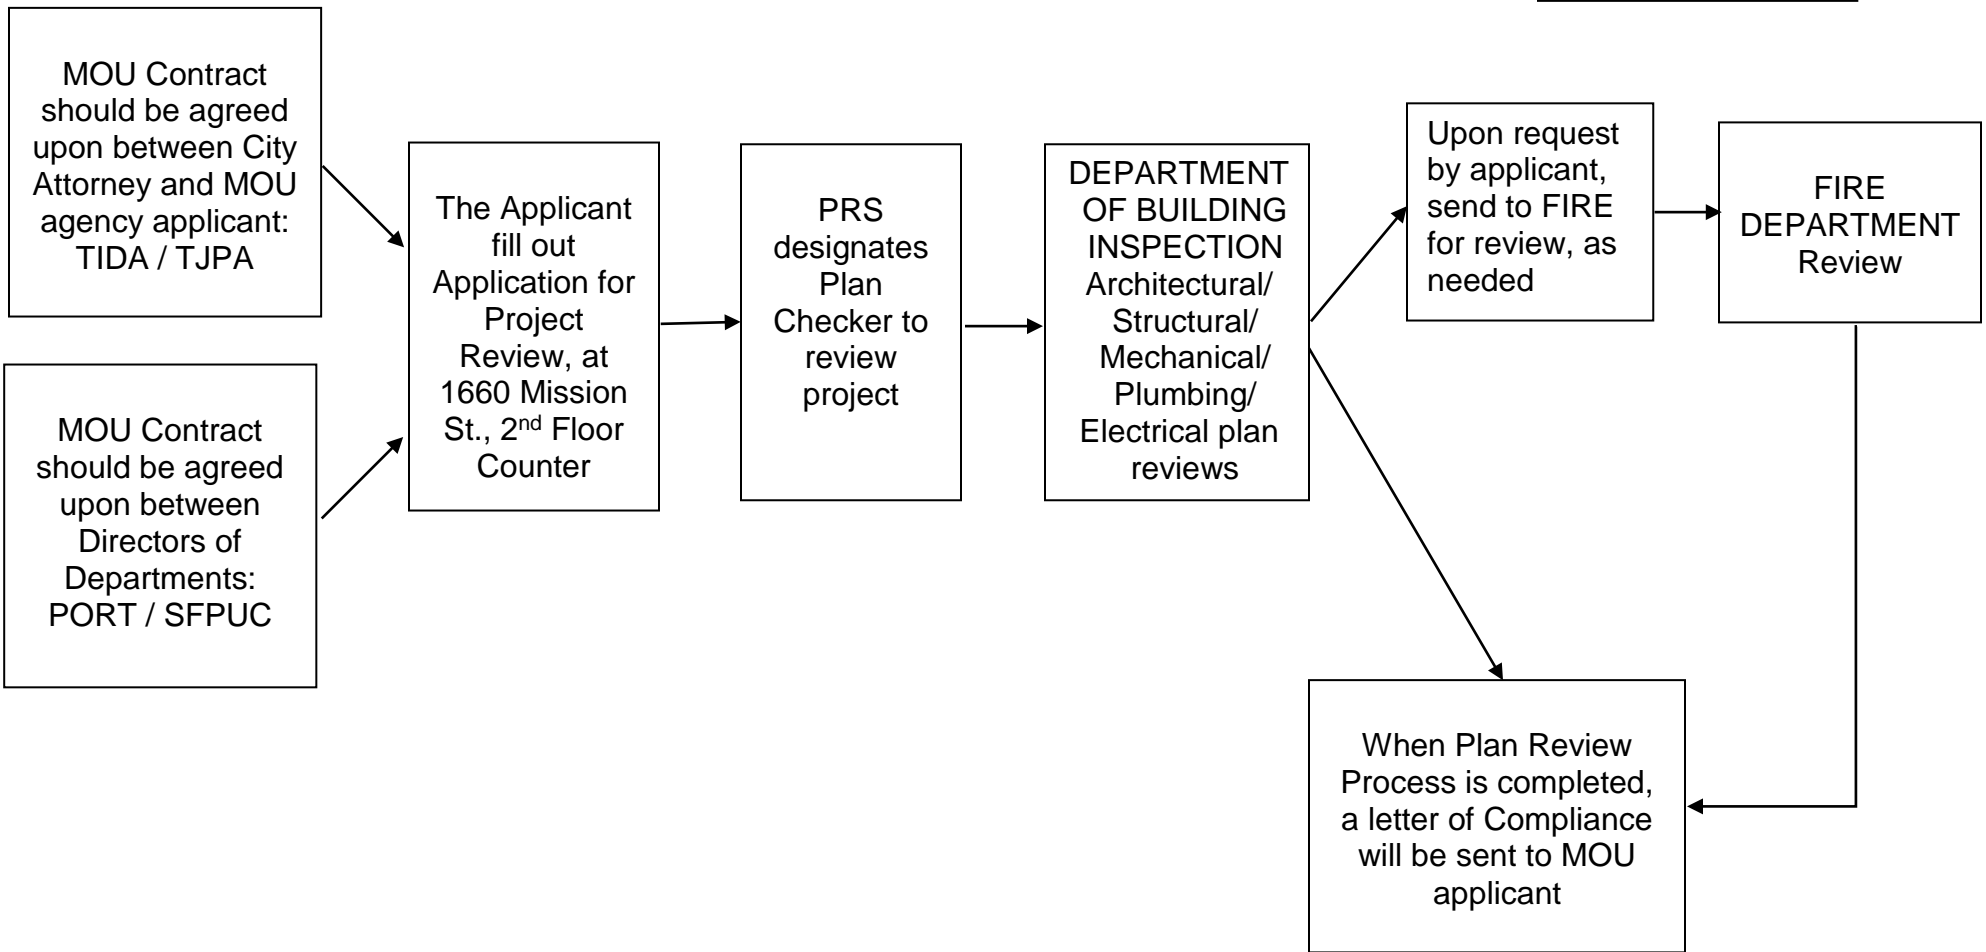 MOU Contract
should be agreed
upon between City
Attorney and MOU
agency applicant:
TIDA / TJPA
MOU Contract
should be agreed
upon between
Directors of
Departments:
PORT / SFPUC
The Applicant
fill out
Application for
Project
Review, at
1660 Mission
St., 2nd Floor
Counter
PRS
designates
Plan
Checker to
review
project
DEPARTMENT
OF BUILDING
INSPECTION
Architectural/
Structural/
Mechanical/
Plumbing/
Electrical plan
reviews
Upon request
by applicant,
send to FIRE
for review, as
needed
FIRE
DEPARTMENT
Review
When Plan Review
Process is completed,
a letter of Compliance
will be sent to MOU
applicant